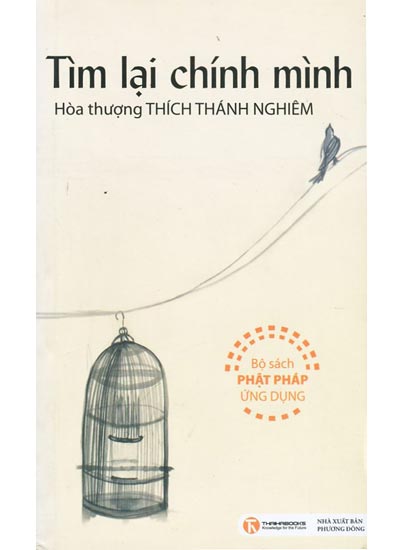 Tìm lại chính mình
Hòa thượng THÍCH THÁNH NGHIÊM
Bộ sách
PHẬT PHÁP
ỨNG DỤNG
THAIHABOOKS
Knowledge for the Future
NHÀ XUẤT BẢN
PHƯƠNG ĐÔNG